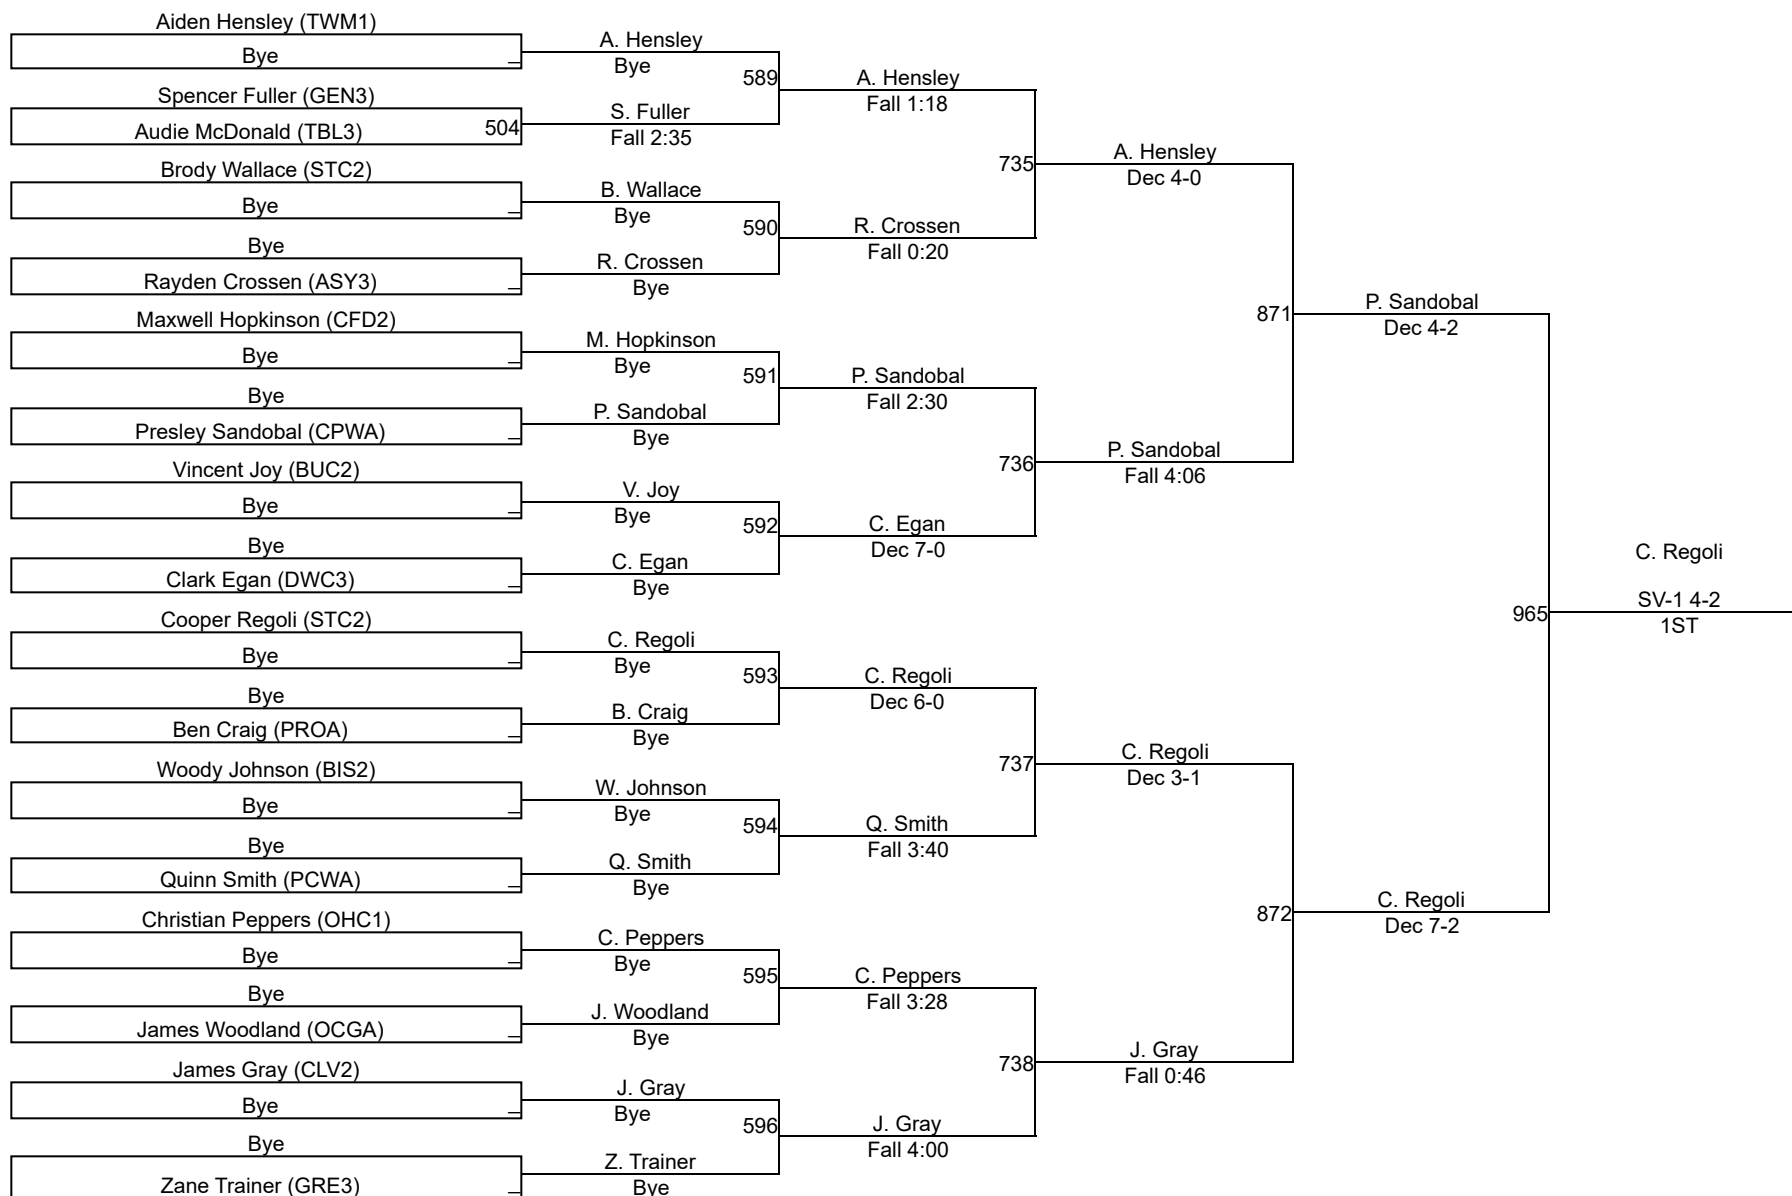 Aiden Hensley (TWM1)
Bye
Spencer Fuller (GEN3)
Audie McDonald (TBL3)
504
Brody Wallace (STC2)
Bye
Bye
Rayden Crossen (ASY3)
Maxwell Hopkinson (CFD2)
Bye
Bye
Presley Sandobal (CPWA)
Vincent Joy (BUC2)
Bye
Bye
Clark Egan (DWC3)
Cooper Regoli (STC2)
Bye
Bye
Ben Craig (PROA)
Woody Johnson (BIS2)
Bye
Bye
Quinn Smith (PCWA)
Christian Peppers (OHC1)
Bye
Bye
James Woodland (OCGA)
James Gray (CLV2)
Bye
Bye
Zane Trainer (GRE3)
A. Hensley
Bye
589
S. Fuller
Fall 2:35
B. Wallace
Bye
590
R. Crossen
Bye
M. Hopkinson
Bye
591
P. Sandobal
Bye
V. Joy
Bye
592
C. Egan
Bye
C. Regoli
Bye
593
B. Craig
Bye
W. Johnson
Bye
594
Q. Smith
Bye
C. Peppers
Bye
595
J. Woodland
Bye
J. Gray
Bye
596
Z. Trainer
Bye
A. Hensley
Fall 1:18
735
R. Crossen
Fall 0:20
P. Sandobal
Fall 2:30
736
C. Egan
Dec 7-0
C. Regoli
Dec 6-0
737
Q. Smith
Fall 3:40
C. Peppers
Fall 3:28
738
J. Gray
Fall 4:00
A. Hensley
Dec 4-0
871
P. Sandobal
Fall 4:06
C. Regoli
Dec 3-1
872
J. Gray
Fall 0:46
P. Sandobal
Dec 4-2
965
C. Regoli
Dec 7-2
C. Regoli
SV-1 4-2
1ST